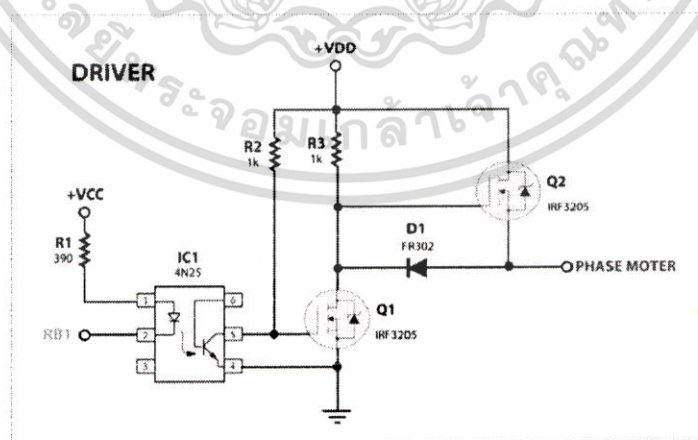 +VDD
DRIVER
R2
1k
R3
1k
Q2
IRF3205
+VCC
D1
FR302
R1
390
IC1
4N25
PHASE MOTER
1
6
Q1
RB1
2
5
IRF3205
3
4